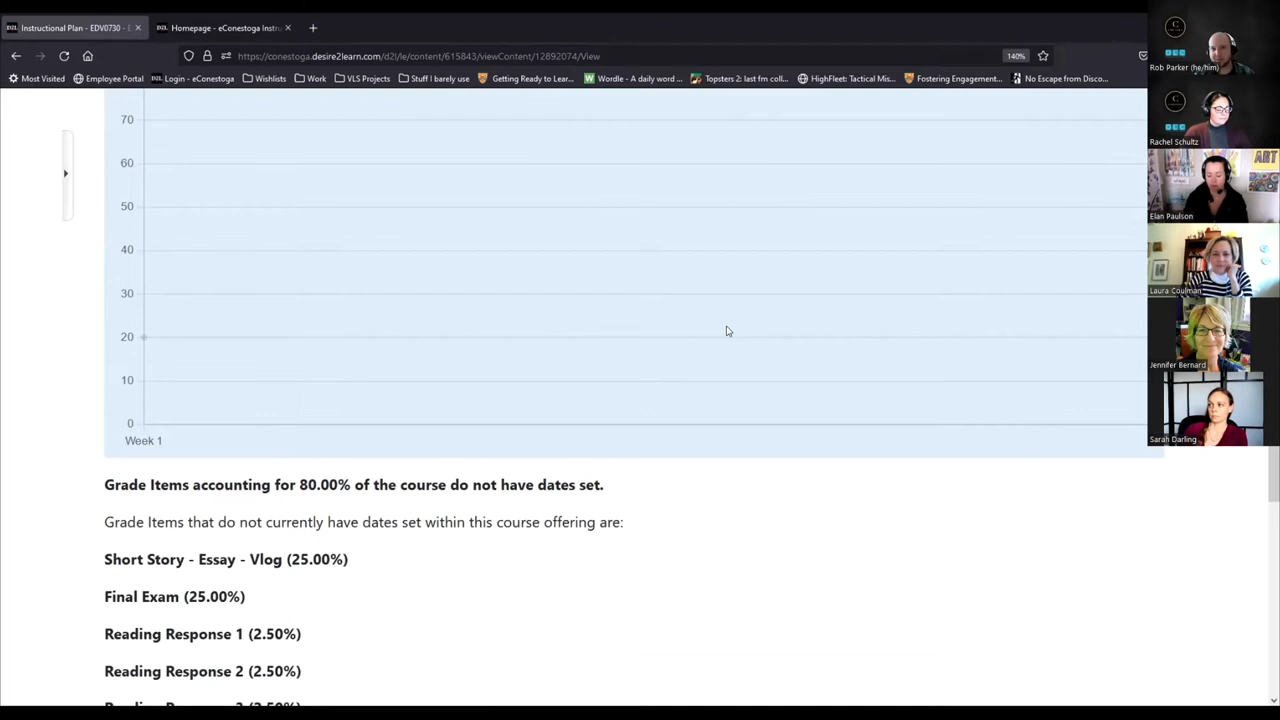 Instructional Plan - EDV0730 - E
Homepage - eConestoga Instru
https://conestoga.desire2learn.com/d2l/le/content/615843/viewContent/12892074/View
140%
Most Visited
Employee Portal
D2L Login - eConestoga
Wishlists
Work
VLS Projects
Stuff I barely use
Getting Ready to Lear...
W Wordle - A daily word ...
Topsters 2: last fm coll...
HighFleet: Tactical Mis...
Fostering Engagement...
No Escape from Disco...
70
60
50
40
30
20
10
0
Week 1
Grade Items accounting for 80.00% of the course do not have dates set.
Grade Items that do not currently have dates set within this course offering are:
Short Story - Essay - Vlog (25.00%)
Final Exam (25.00%)
Reading Response 1 (2.50%)
Reading Response 2 (2.50%)
Rob Parker (he/him)
Rachel Schultz
ART
Elan Paulson
Laura Coulman
Jennifer Bernard
Sarah Darling